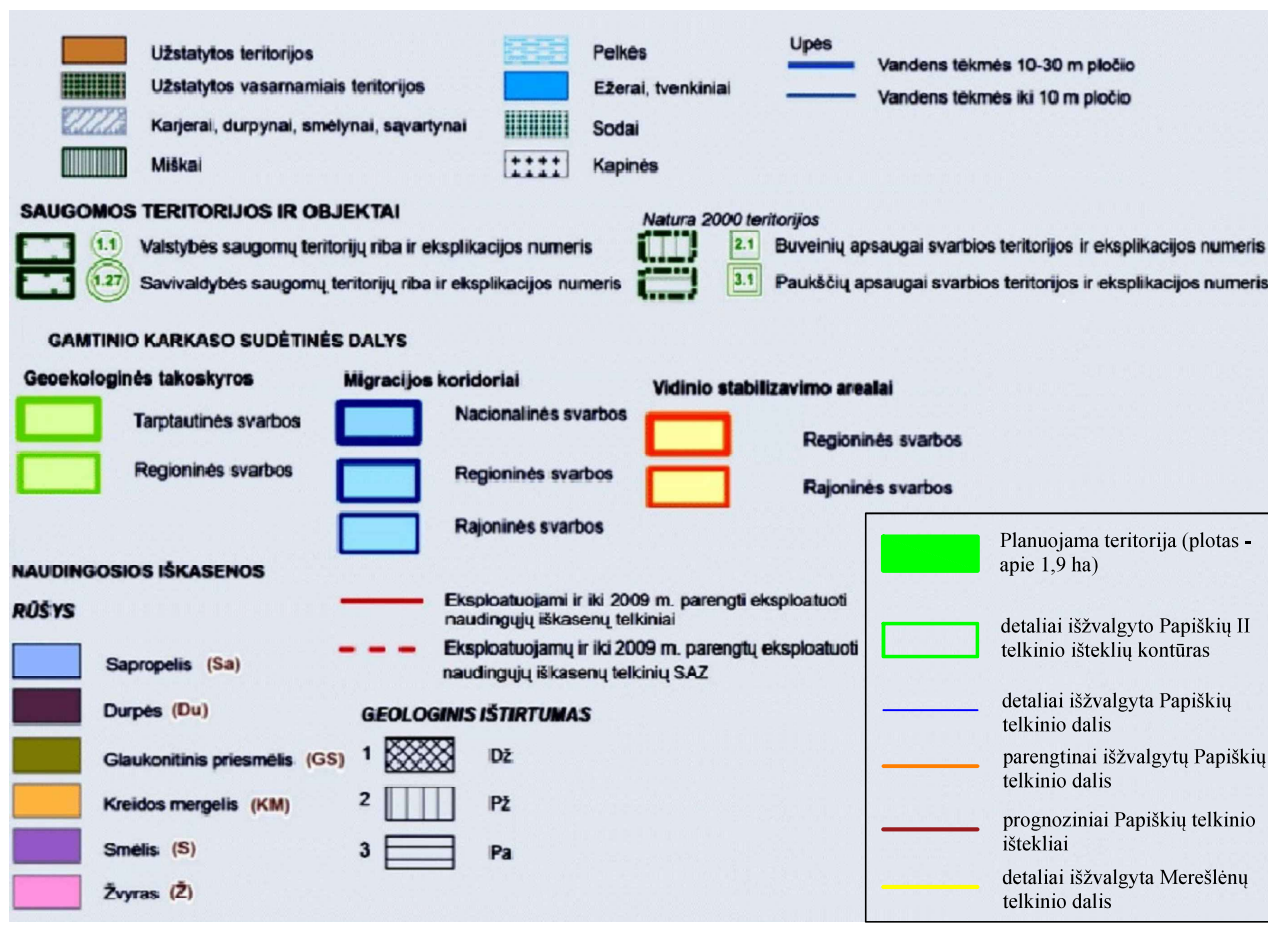 Užstatytos teritorijos
Užstatytos vasarnamiais teritorijos
Karjerai, durpynai, smėlynai, sąvartynai
Miškai
Pelkės
Ežerai, tvenkiniai
Sodai
Kapinės
Upės
Vandens tėkmės 10-30 m pločio
Vandens tėkmės iki 10 m pločio
SAUGOMOS TERITORIJOS IR OBJEKTAI
1.1 Valstybės saugomų teritorjų riba ir eksplikacijos numeris
1.27 Savivaldybės saugomų teritorjų riba ir eksplikacijos numeris
Natura 2000 teritorijos
2.1 Buveinių apsaugai svarbios teritorijos ir eksplikacijos numeris
3.1 Paukščių apsaugai svarbios teritorijos ir eksplikacijos numeris
GAMTINIO KARKASO SUDĖTINĖS DALYS
Geoekologinės takoskyros
Tarptautinės svarbos
Regioninės svarbos
Migracijos koridoriai
Nacionalinės svarbos
Regioninės svarbos
Rajoninės svarbos
Vidinio stabilizavimo arealai
Regioninės svarbos
Rajoninės svarbos
NAUDINGOSIOS IŠKASENOS
RŪŠYS
Sapropelis (Sa)
Durpės (Du)
Glaukonitinis priesmėlis (GS)
Kreidos mergelis (KM)
Smėlis (S)
Žvyras (Ž)
Eksploatuojami ir iki 2009 m. parengti eksploatuoti
naudingųjų iškasenų telkiniai
Eksploatuojamų ir iki 2009 m. parengtų eksploatuoti
naudingųjų iškasenų telkinių SAZ
GEOLOGINIS IŠTIRTUMAS
1 Dž
2 Pž
3 Pa
Planuojama teritorija (plotas -
apie 1,9 ha)
detaliai išžvalgyto Papiškių II
telkinio išteklių kontūras
detaliai išžvalgyta Papiškių
telkinio dalis
parengtinai išžvalgytų Papiškių
telkinio dalis
prognoziniai Papiškių telkinio
ištekliai
detaliai išžvalgyta Merešlėnų
telkinio dalis